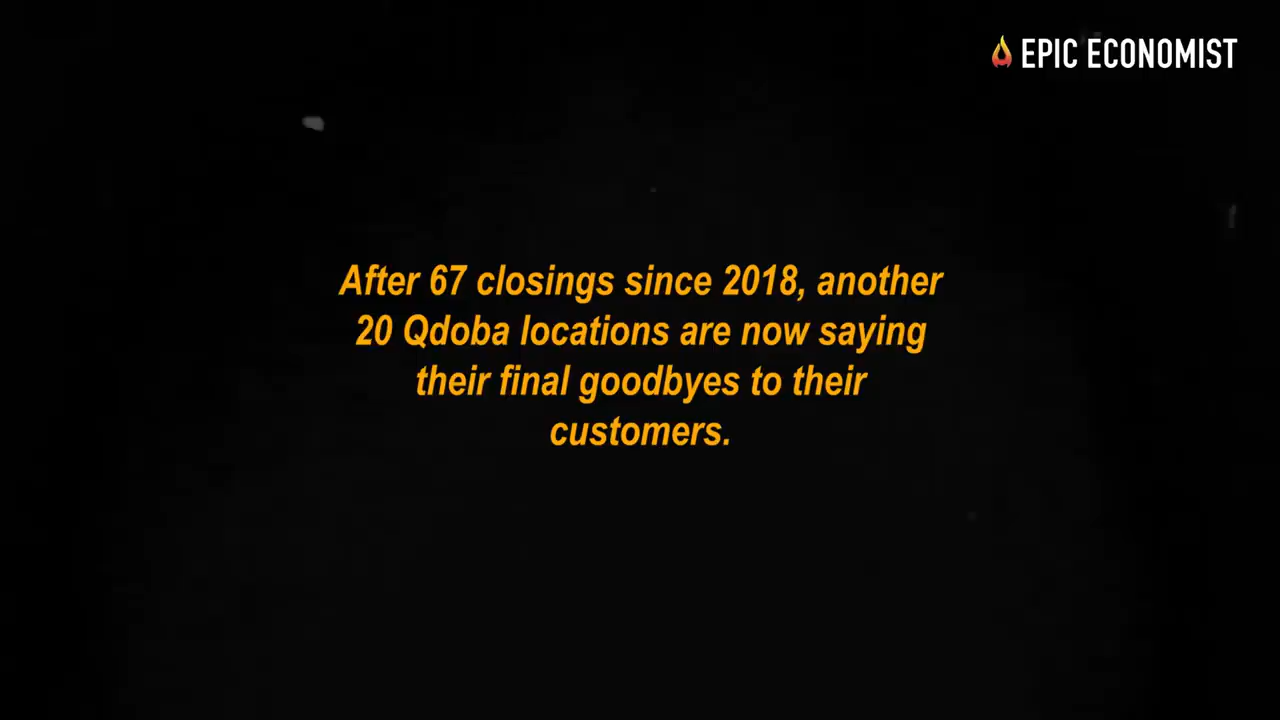 EPIC ECONOMIST
After 67 closings since 2018, another
20 Qdoba locations are now saying
their final goodbyes to their
customers.